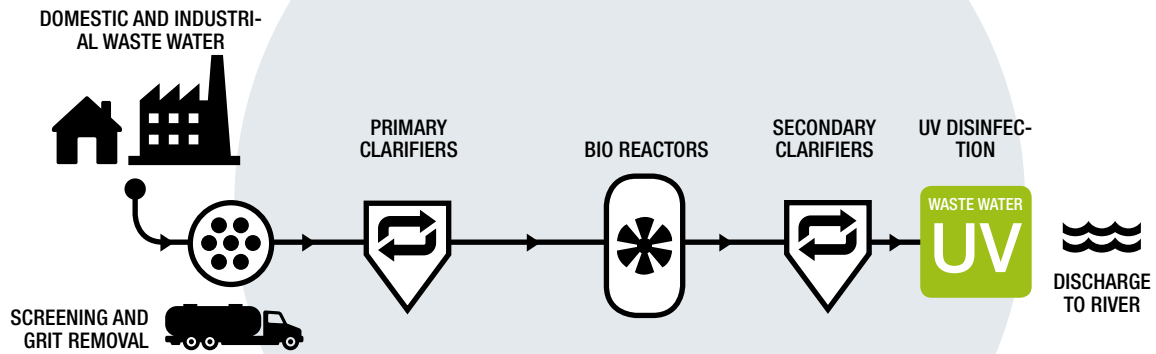 DOMESTIC AND INDUSTRI-
AL WASTE WATER
PRIMARY
CLARIFIERS
BIO REACTORS
SECONDARY
CLARIFIERS
UV DISINFEC-
TION
WASTE WATER
UV
DISCHARGE
TO RIVER
SCREENING AND
GRIT REMOVAL